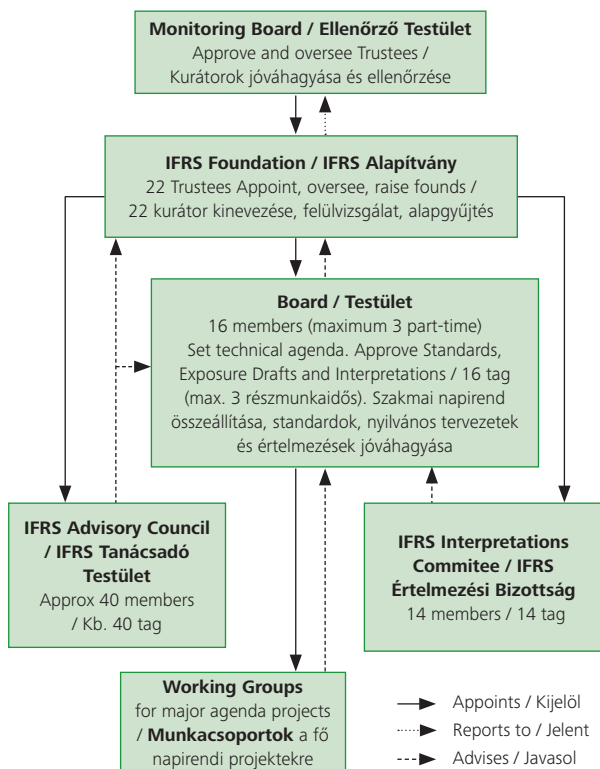 Monitoring Board / Ellenőrző Testület
Approve and oversee Trustees /
Kurátorok jóváhagyása és ellenőrzése
IFRS Foundation / IFRS Alapítvány
22 Trustees Appoint, oversee, raise founds /
22 kurátor kinevezése, felülvizsgálat, alapgyűjtés
Board / Testület
16 members (maximum 3 part-time)
Set technical agenda. Approve Standards,
Exposure Drafts and Interpretations / 16 tag
(max. 3 részmunkaidős). Szakmai napirend
összeállítása, standardok, nyilvános tervezetek
és értelmezések jóváhagyása
IFRS Advisory Council
/ IFRS Tanácsadó
Testület
Approx 40 members
/ Kb. 40 tag
IFRS Interpretations
Commitee / IFRS
Értelmezési Bizottság
14 members / 14 tag
Working Groups
for major agenda projects
/ Munkacsoportok a fő
napirendi projektekre
Appoints / Kijelöl
Reports to / Jelent
Advises / Javasol